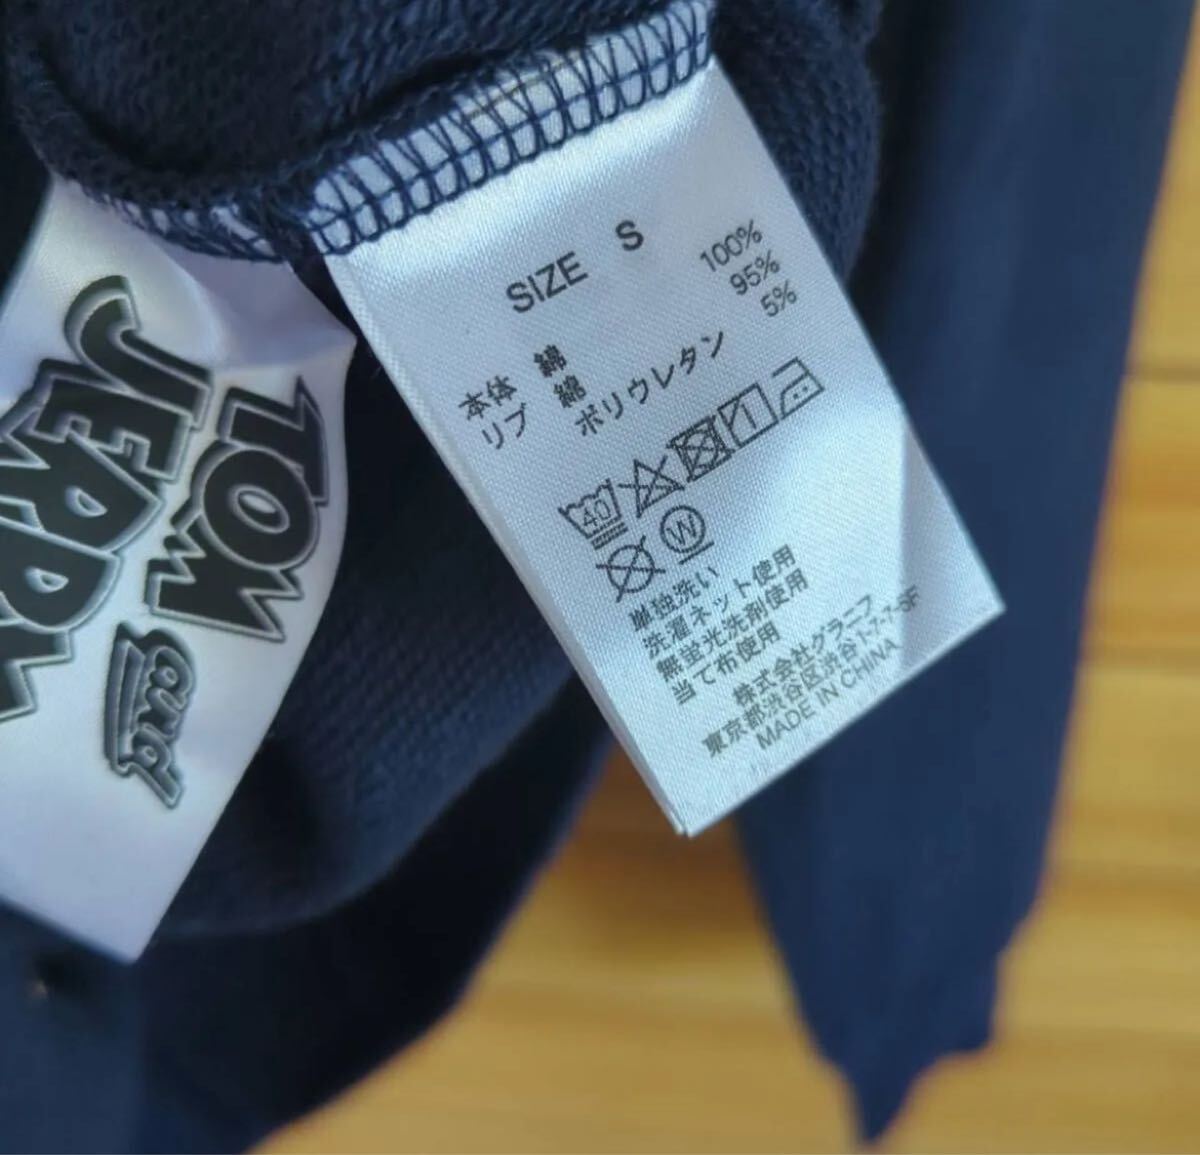 SIZE S
本体 綿 100%
リブ 綿 95%
ポリウレタン 5%
40
W
単独洗い
洗濯ネット使用
無蛍光洗剤使用
当て布使用
株式会社グラニフ
東京都渋谷区渋谷1-7-7-5F
MADE IN CHINA
TOM
and
JERRY